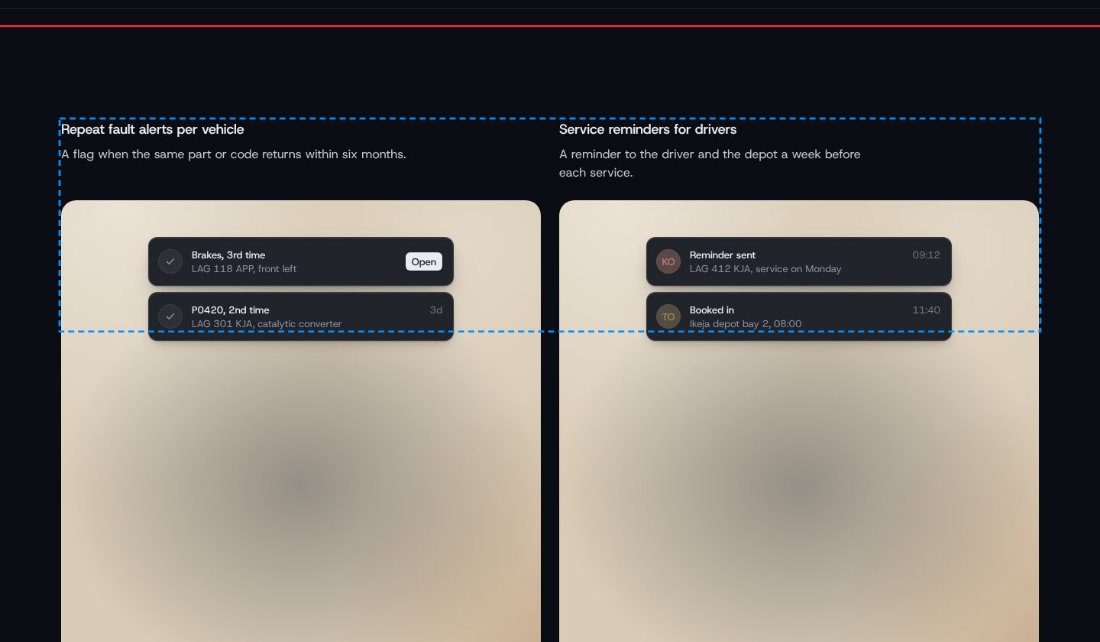 Repeat fault alerts per vehicle
A flag when the same part or code returns within six months.
Brakes, 3rd time
LAG 118 APP, front left
Open
P0420, 2nd time
LAG 301 KJA, catalytic converter
3d
Service reminders for drivers
A reminder to the driver and the depot a week before
each service.
KO
Reminder sent
LAG 412 KJA, service on Monday
09:12
TO
Booked in
Ikeja depot bay 2, 08:00
11:40